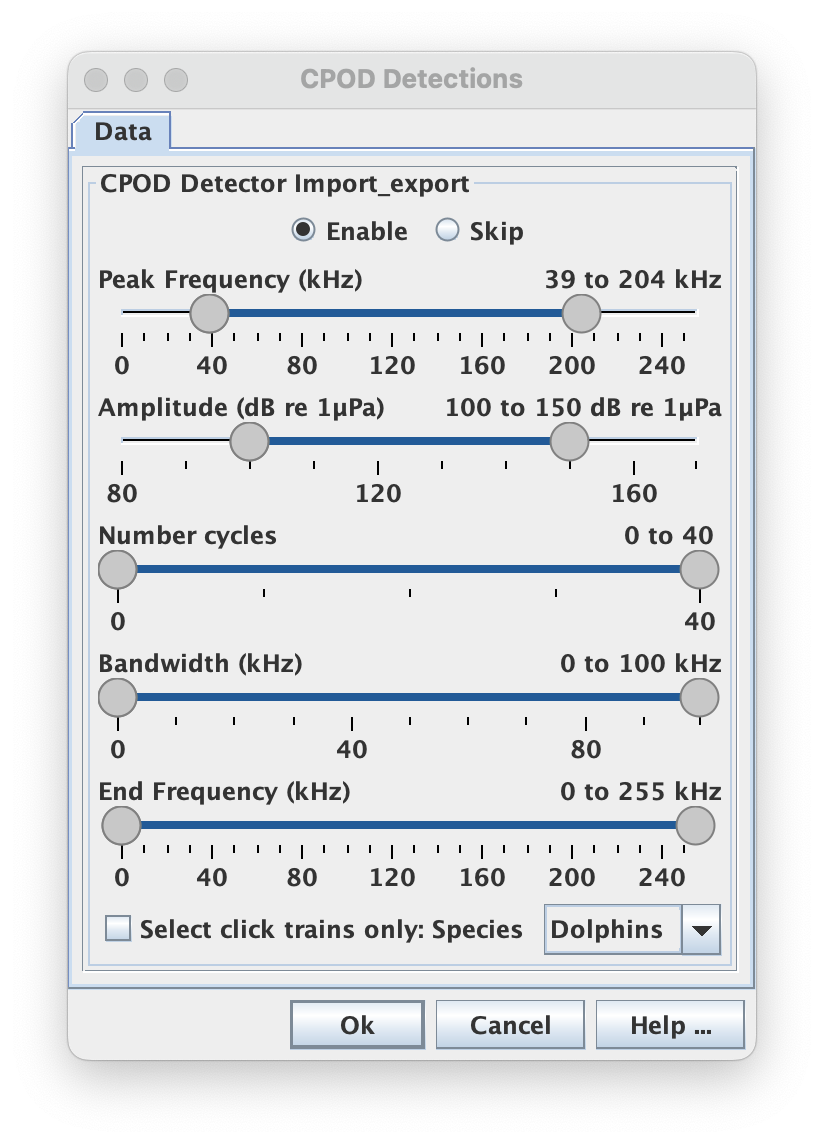 CPOD Detections
Data
CPOD Detector Import_export
Enable Skip
Peak Frequency (kHz) 39 to 204 kHz
0 40 80 120 160 200 240
Amplitude (dB re 1µPa) 100 to 150 dB re 1µPa
80 120 160
Number cycles 0 to 40
0 40
Bandwidth (kHz) 0 to 100 kHz
0 40 80
End Frequency (kHz) 0 to 255 kHz
0 40 80 120 160 200 240
Select click trains only: Species Dolphins
Ok Cancel Help ...